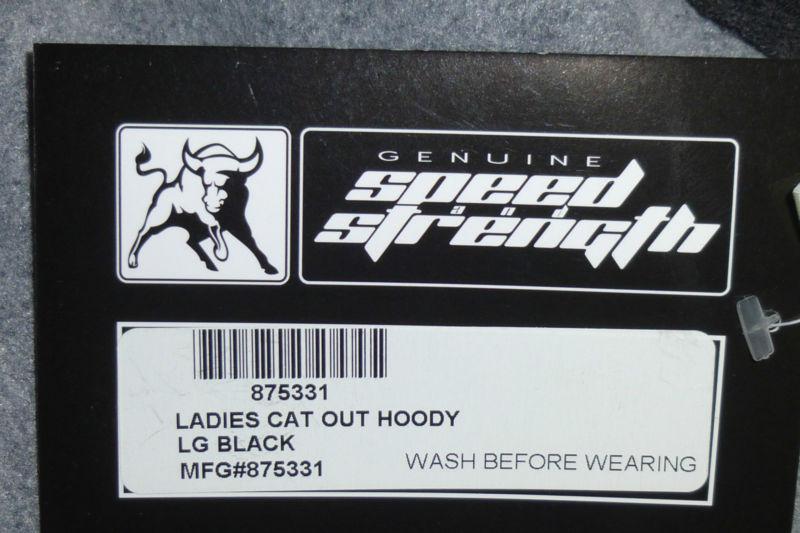 GENUINE
speed
and
strength
875331
LADIES CAT OUT HOODY
LG BLACK
MFG#875331
WASH BEFORE WEARING